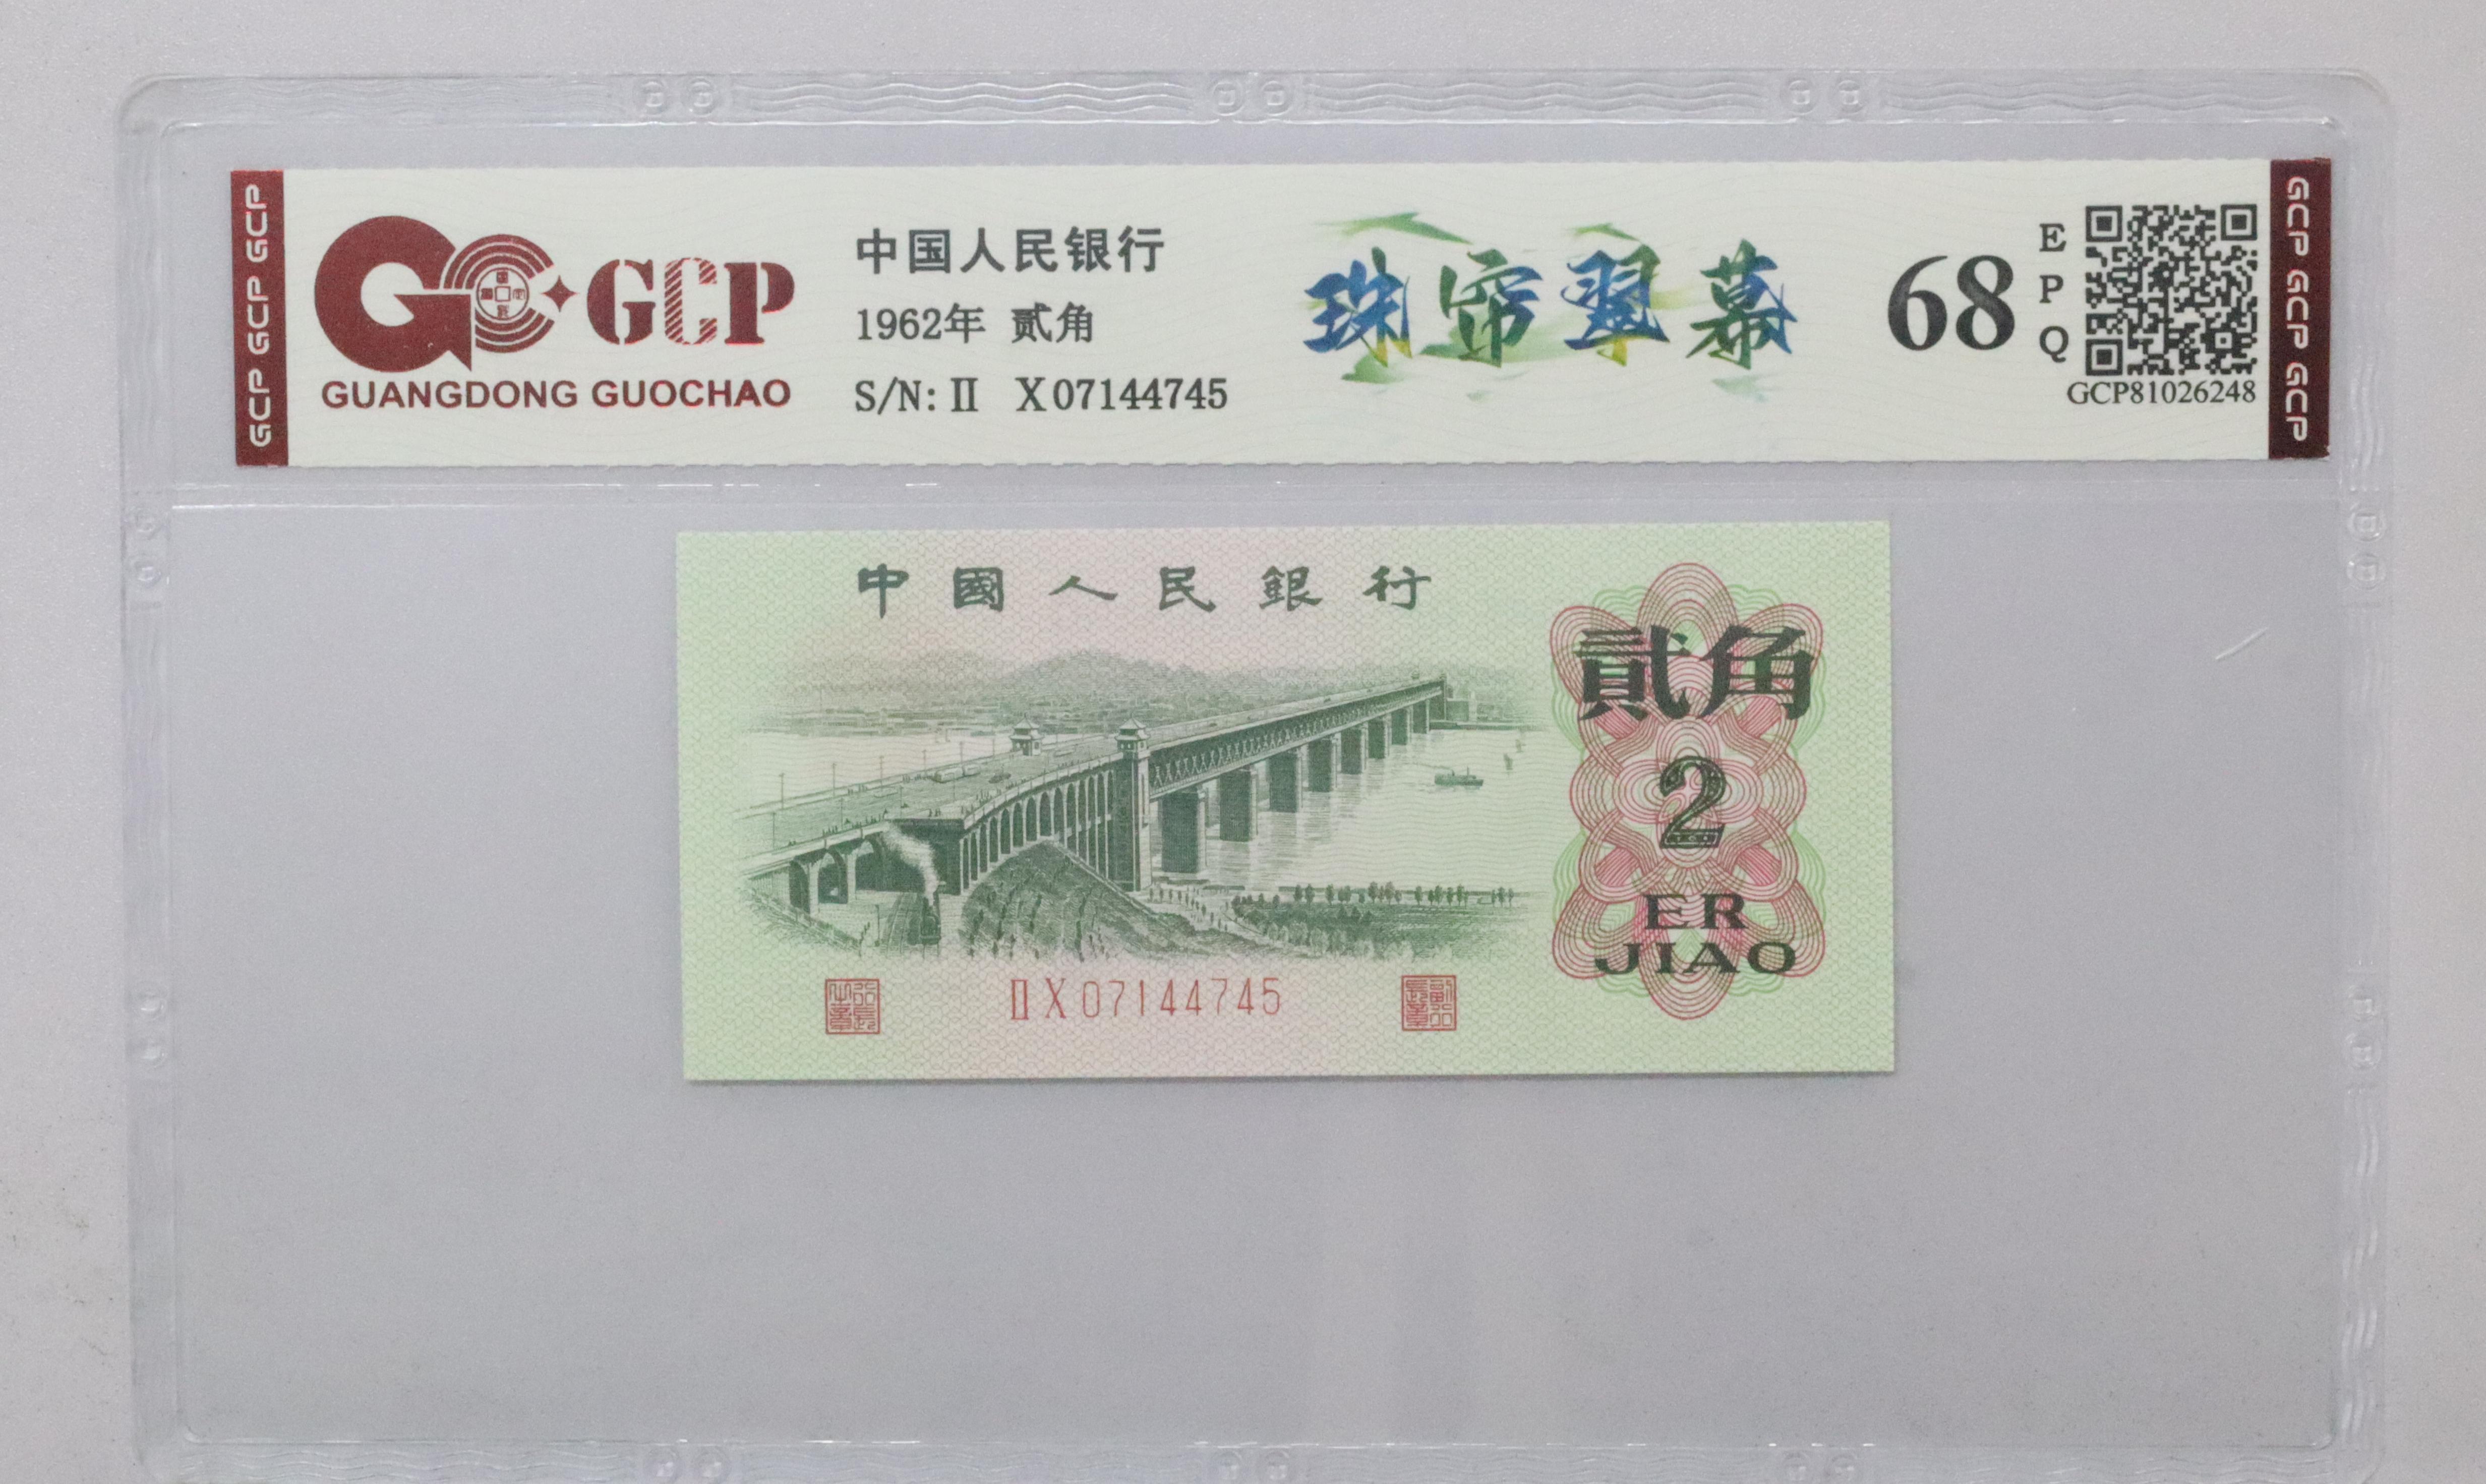 GCP GCP GCP
GCP
GUANGDONG GUOCHAO
中国人民银行
1962年 贰角
S/N: II X07144745
珠帘翠幕
68
E
P
Q
GCP81026248
GCP GCP GCP
中國人民銀行
貳角
2
ER
JIAO
IIX07144745